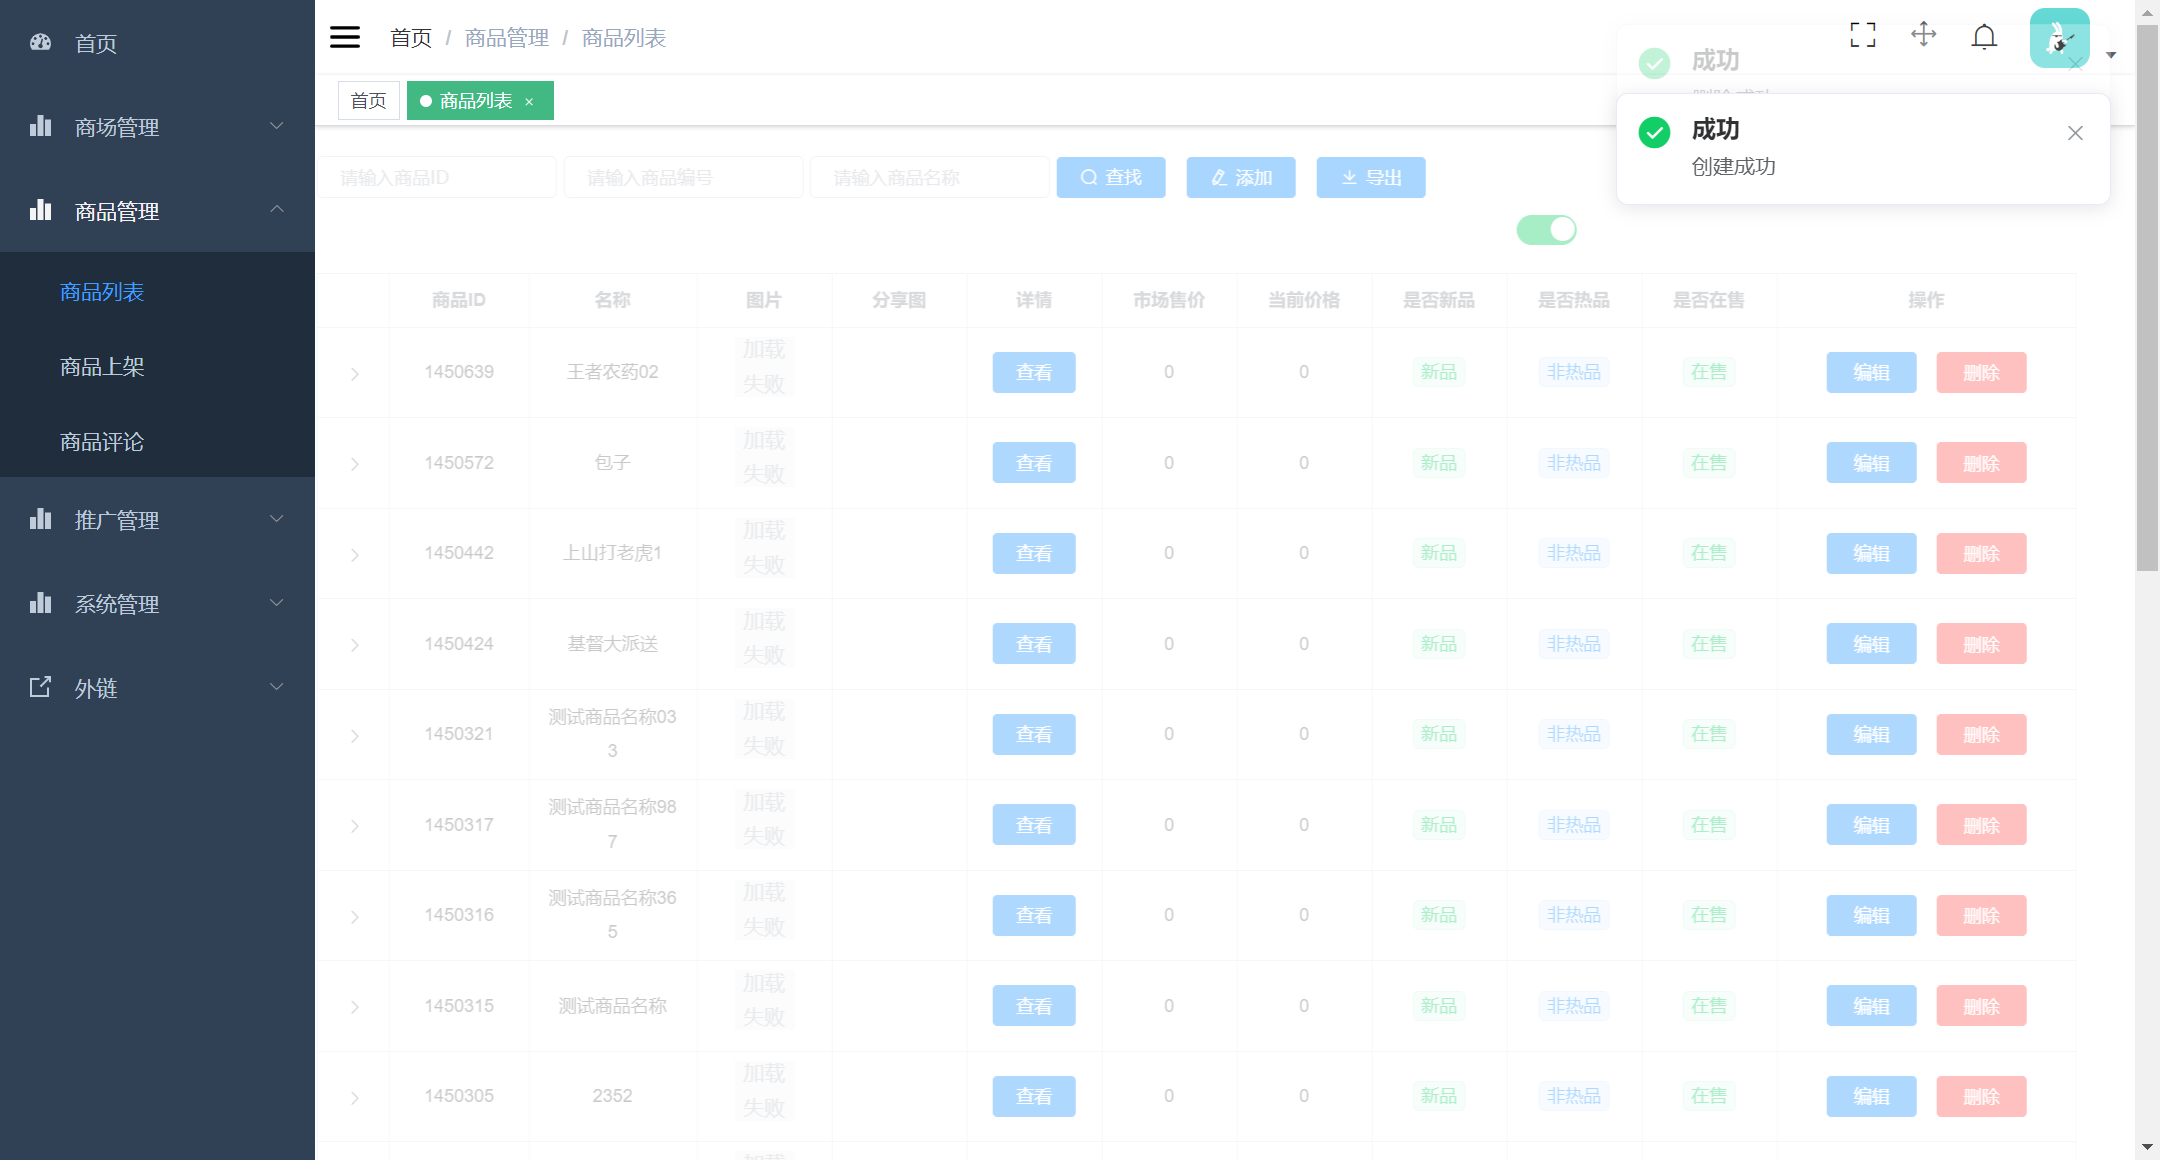 首页
商场管理
商品管理
商品列表
商品上架
商品评论
推广管理
系统管理
外链
首页 / 商品管理 / 商品列表
首页
商品列表 ×
成功
删除成功
成功
创建成功
请输入商品ID 请输入商品编号 请输入商品名称 查找 添加 导出
商品ID 名称 图片 分享图 详情 市场售价 当前价格 是否新品 是否热品 是否在售 操作
1450639 王者农药02 加载失败 查看 0 0 新品 非热品 在售 编辑 删除
1450572 包子 加载失败 查看 0 0 新品 非热品 在售 编辑 删除
1450442 上山打老虎1 加载失败 查看 0 0 新品 非热品 在售 编辑 删除
1450424 基督大派送 加载失败 查看 0 0 新品 非热品 在售 编辑 删除
1450321 测试商品名称033 加载失败 查看 0 0 新品 非热品 在售 编辑 删除
1450317 测试商品名称987 加载失败 查看 0 0 新品 非热品 在售 编辑 删除
1450316 测试商品名称365 加载失败 查看 0 0 新品 非热品 在售 编辑 删除
1450315 测试商品名称 加载失败 查看 0 0 新品 非热品 在售 编辑 删除
1450305 2352 加载失败 查看 0 0 新品 非热品 在售 编辑 删除
加载